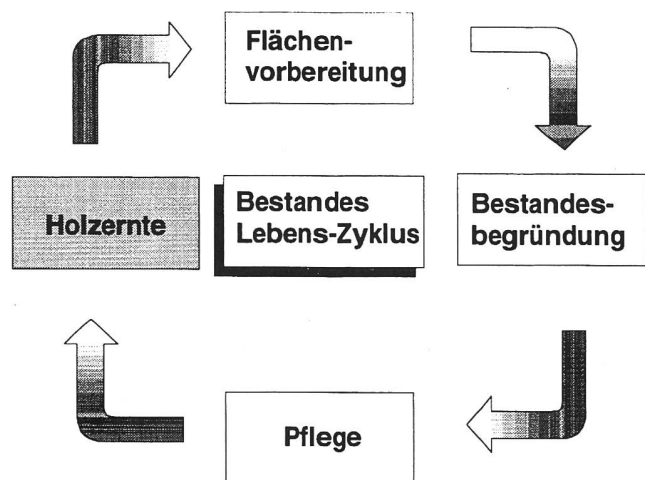 Flächen-
vorbereitung
Holzernte
Bestandes
Lebens-Zyklus
Bestandes-
begründung
Pflege